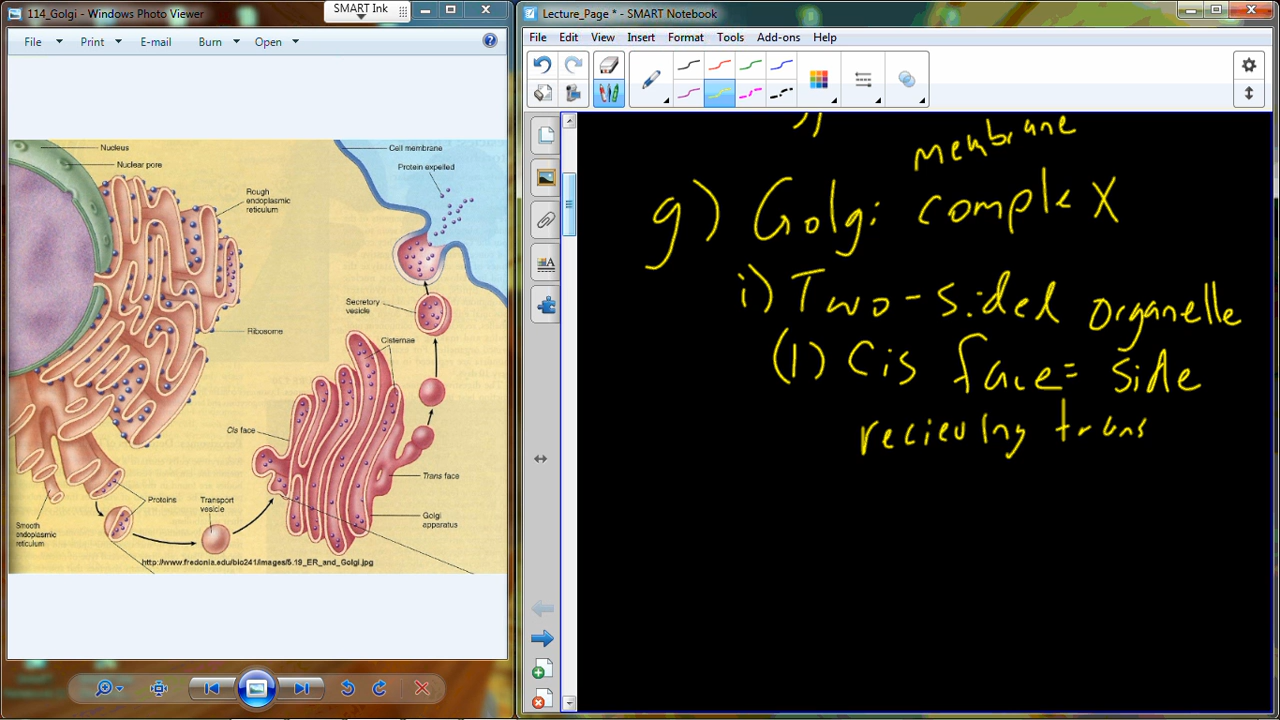 114_Golgi - Windows Photo Viewer
SMART Ink
File Print E-mail Burn Open
Nucleus
Nuclear pore
Rough
endoplasmic
reticulum
Ribosome
Cell membrane
Protein expelled
Secretory
vesicle
Cisternae
Cis face
Trans face
Golgi
apparatus
Proteins
Transport
vesicle
Smooth
endoplasmic
reticulum
http://www.fredonia.edu/bio241/images/5.19_ER_and_Golgi.jpg
Lecture_Page * - SMART Notebook
File Edit View Insert Format Tools Add-ons Help
membrane
g) Golgi complex
i) Two-sided organelle
(1) Cis face= side
recieving trans